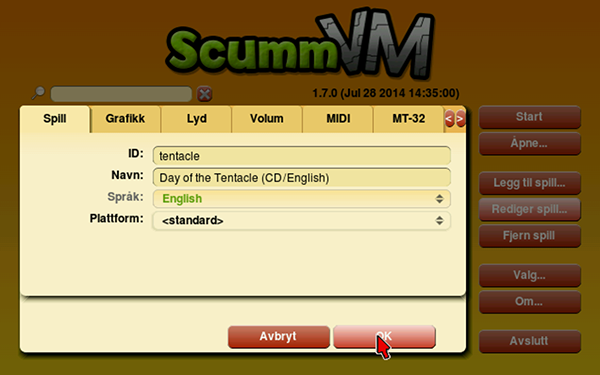 ScummVM
1.7.0 (Jul 28 2014 14:35:00)
Spill Grafikk Lyd Volum MIDI MT-32 < >
ID: tentacle
Navn: Day of the Tentacle (CD/English)
Språk: English
Plattform: <standard>
Avbryt OK
Start
Åpne...
Legg til spill...
Rediger spill...
Fjern spill
Valg...
Om...
Avslutt